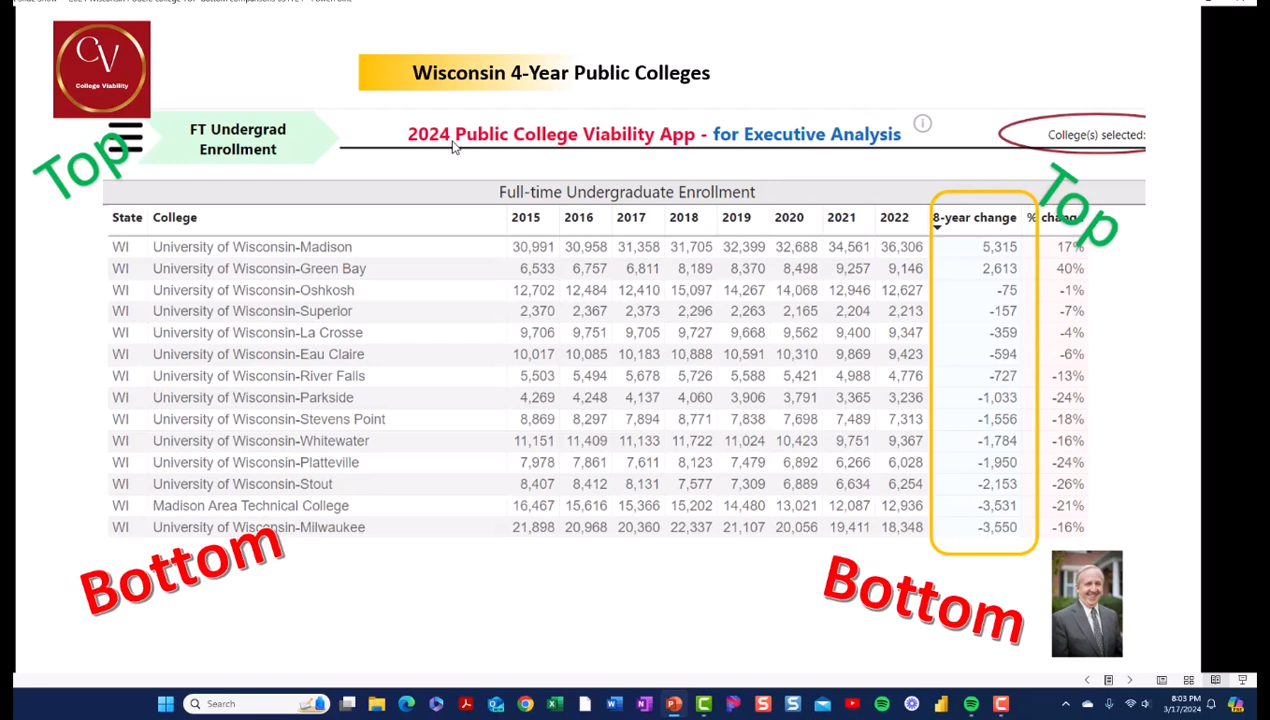 Wisconsin 4-Year Public Colleges
CV
College Viability
Top
FT Undergrad
Enrollment
2024 Public College Viability App - for Executive Analysis
College(s) selected:
Top
Full-time Undergraduate Enrollment
State College 2015 2016 2017 2018 2019 2020 2021 2022 8-year change % change
WI University of Wisconsin-Madison 30,991 30,958 31,358 31,705 32,399 32,688 34,561 36,306 5,315 17%
WI University of Wisconsin-Green Bay 6,533 6,757 6,811 8,189 8,370 8,498 9,257 9,146 2,613 40%
WI University of Wisconsin-Oshkosh 12,702 12,484 12,410 15,097 14,267 14,068 12,946 12,627 -75 -1%
WI University of Wisconsin-Superior 2,370 2,367 2,373 2,296 2,263 2,165 2,204 2,213 -157 -7%
WI University of Wisconsin-La Crosse 9,706 9,751 9,705 9,727 9,668 9,562 9,400 9,347 -359 -4%
WI University of Wisconsin-Eau Claire 10,017 10,085 10,183 10,888 10,591 10,310 9,869 9,423 -594 -6%
WI University of Wisconsin-River Falls 5,503 5,494 5,678 5,726 5,588 5,421 4,988 4,776 -727 -13%
WI University of Wisconsin-Parkside 4,269 4,248 4,137 4,060 3,906 3,791 3,365 3,236 -1,033 -24%
WI University of Wisconsin-Stevens Point 8,869 8,297 7,894 8,771 7,838 7,698 7,489 7,313 -1,556 -18%
WI University of Wisconsin-Whitewater 11,151 11,409 11,133 11,722 11,024 10,423 9,751 9,367 -1,784 -16%
WI University of Wisconsin-Platteville 7,978 7,861 7,611 8,123 7,479 6,892 6,266 6,028 -1,950 -24%
WI University of Wisconsin-Stout 8,407 8,412 8,131 7,577 7,309 6,889 6,634 6,254 -2,153 -26%
WI Madison Area Technical College 16,467 15,616 15,366 15,202 14,480 13,021 12,087 12,936 -3,531 -21%
WI University of Wisconsin-Milwaukee 21,898 20,968 20,360 22,337 21,107 20,056 19,411 18,348 -3,550 -16%
Bottom
Bottom
Search
8:03 PM
3/17/2024